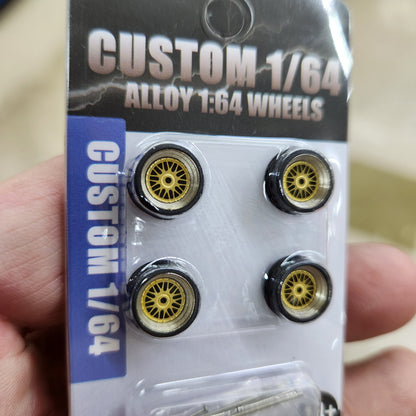 CUSTOM 1/64
ALLOY 1:64 WHEELS
CUSTOM 1/64